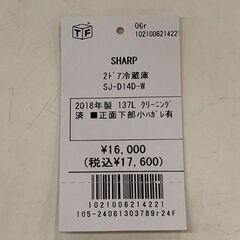 TF
06r
1021006214221
SHARP
2ﾄﾞｱ冷蔵庫
SJ-D14D-W
2018年製 137L ｸﾘｰﾆﾝｸﾞ
済 ■正面下部小ﾊｶﾞﾚ有
¥16,000
(税込¥17,600)
1021006214221
105-24061303789r24F